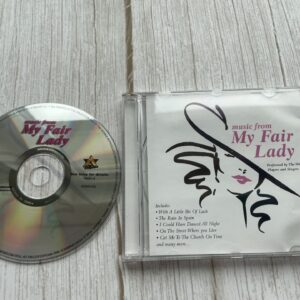 music from
My Fair
Lady
music from
My Fair
Lady
Performed by The
Players and Singers
Includes:
• With A Little Bit Of Luck
• The Rain In Spain
• I Could Have Danced All Night
• On The Street Where you Live
• Get Me To The Church On Time
and many more...